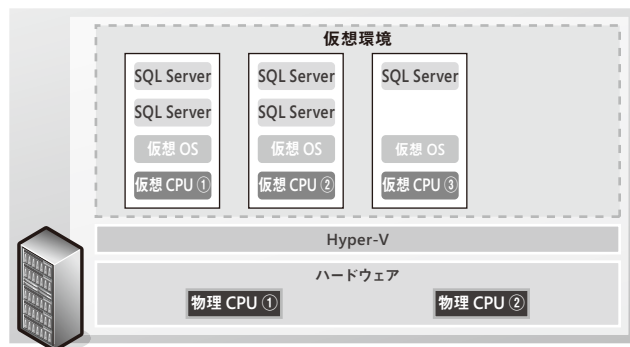 仮想環境
SQL Server
SQL Server
仮想 OS
仮想 CPU ①
SQL Server
SQL Server
仮想 OS
仮想 CPU ②
SQL Server
仮想 OS
仮想 CPU ③
Hyper-V
ハードウェア
物理 CPU ①
物理 CPU ②